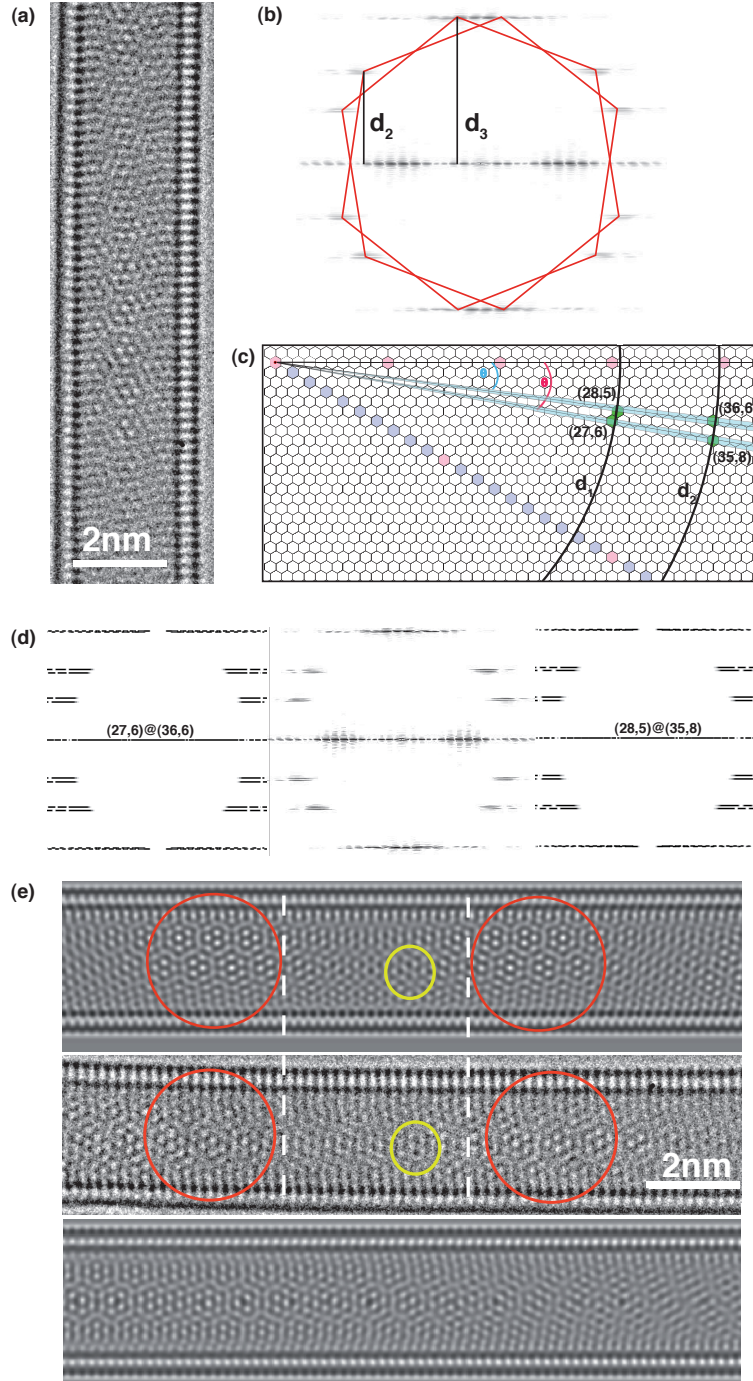 (a)
2nm
(b)
d2
d3
(c)
θ
θ
(28,5)
(36,6)
(27,6)
(35,8)
d1
d2
(d)
(27,6)@(36,6)
(28,5)@(35,8)
(e)
2nm